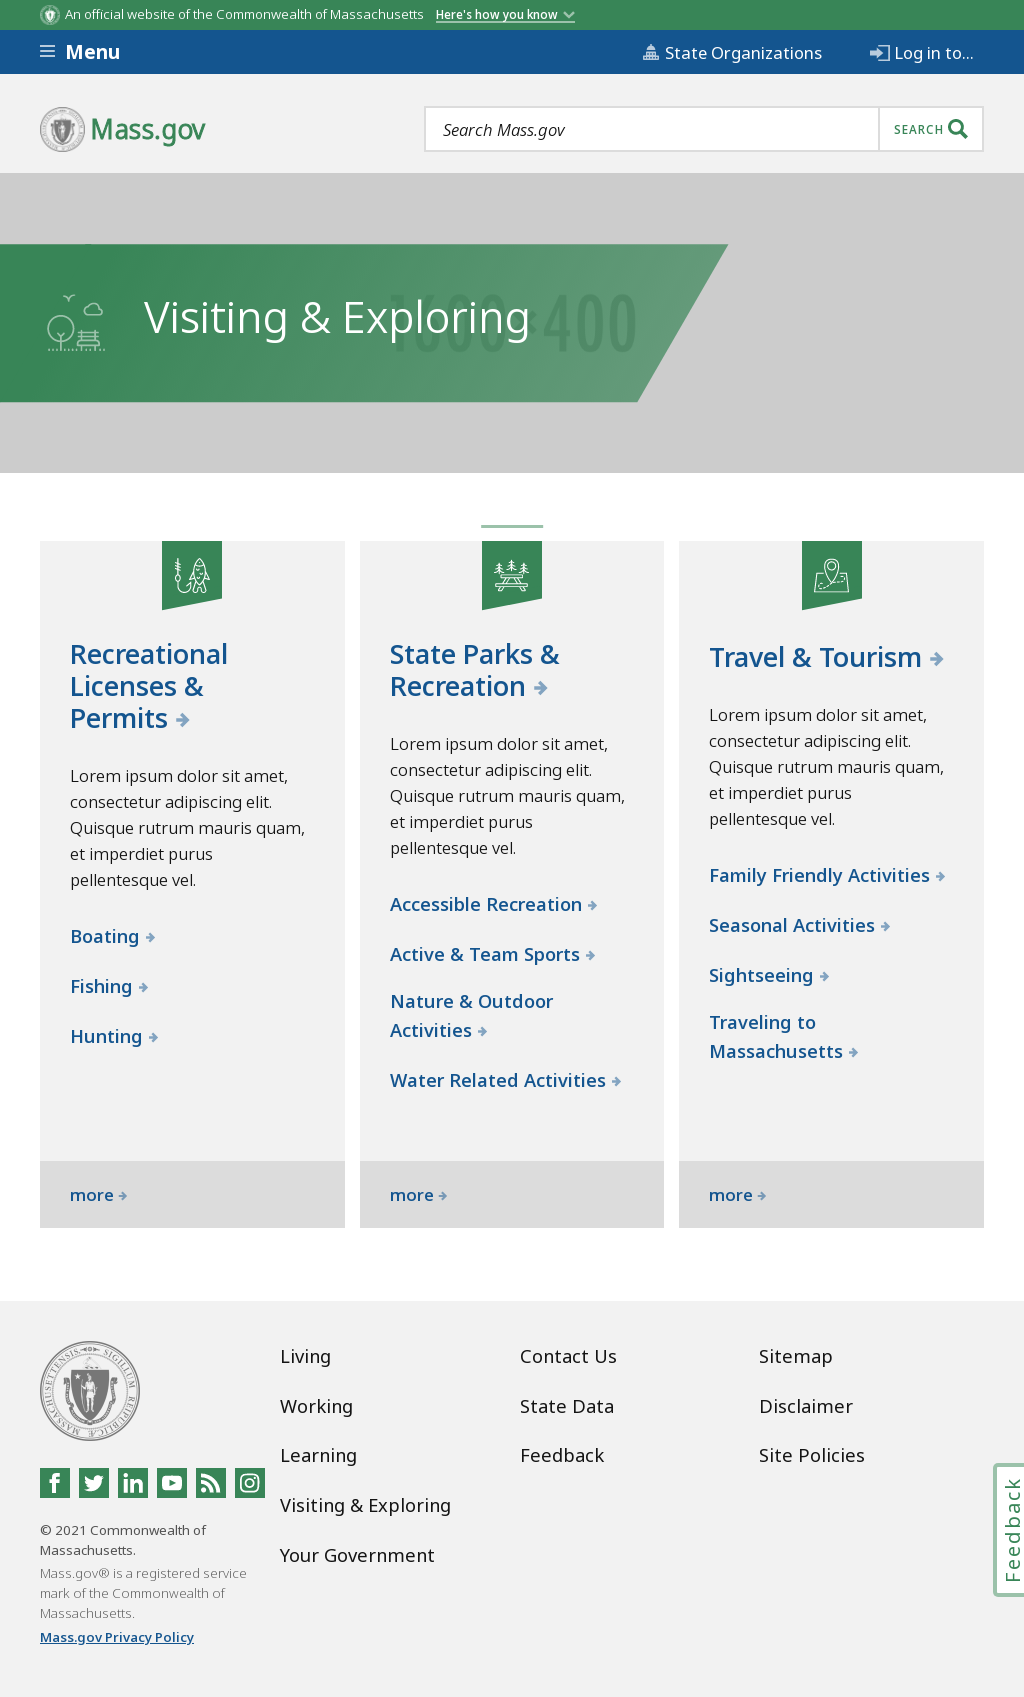 An official website of the Commonwealth of Massachusetts Here's how you know
Menu
State Organizations
Log in to...
Mass.gov
Search Mass.gov
SEARCH
1600×400
Visiting & Exploring
Recreational
Licenses &
Permits
Lorem ipsum dolor sit amet,
consectetur adipiscing elit.
Quisque rutrum mauris quam,
et imperdiet purus
pellentesque vel.
Boating
Fishing
Hunting
more
State Parks &
Recreation
Lorem ipsum dolor sit amet,
consectetur adipiscing elit.
Quisque rutrum mauris quam,
et imperdiet purus
pellentesque vel.
Accessible Recreation
Active & Team Sports
Nature & Outdoor
Activities
Water Related Activities
more
Travel & Tourism
Lorem ipsum dolor sit amet,
consectetur adipiscing elit.
Quisque rutrum mauris quam,
et imperdiet purus
pellentesque vel.
Family Friendly Activities
Seasonal Activities
Sightseeing
Traveling to
Massachusetts
more
© 2021 Commonwealth of
Massachusetts.
Mass.gov® is a registered service
mark of the Commonwealth of
Massachusetts.
Mass.gov Privacy Policy
Living
Working
Learning
Visiting & Exploring
Your Government
Contact Us
State Data
Feedback
Sitemap
Disclaimer
Site Policies
Feedback